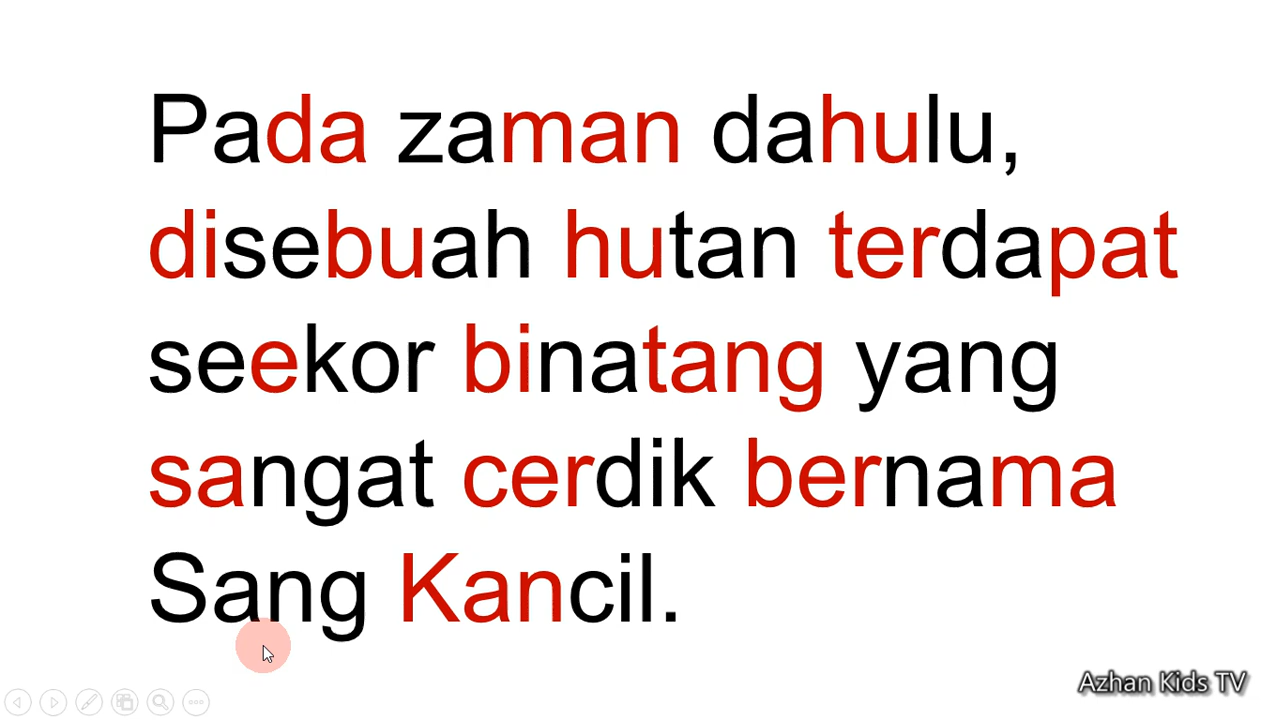 Pada zaman dahulu,
disebuah hutan terdapat
seekor binatang yang
sangat cerdik bernama
Sang Kancil.
Azhan Kids TV